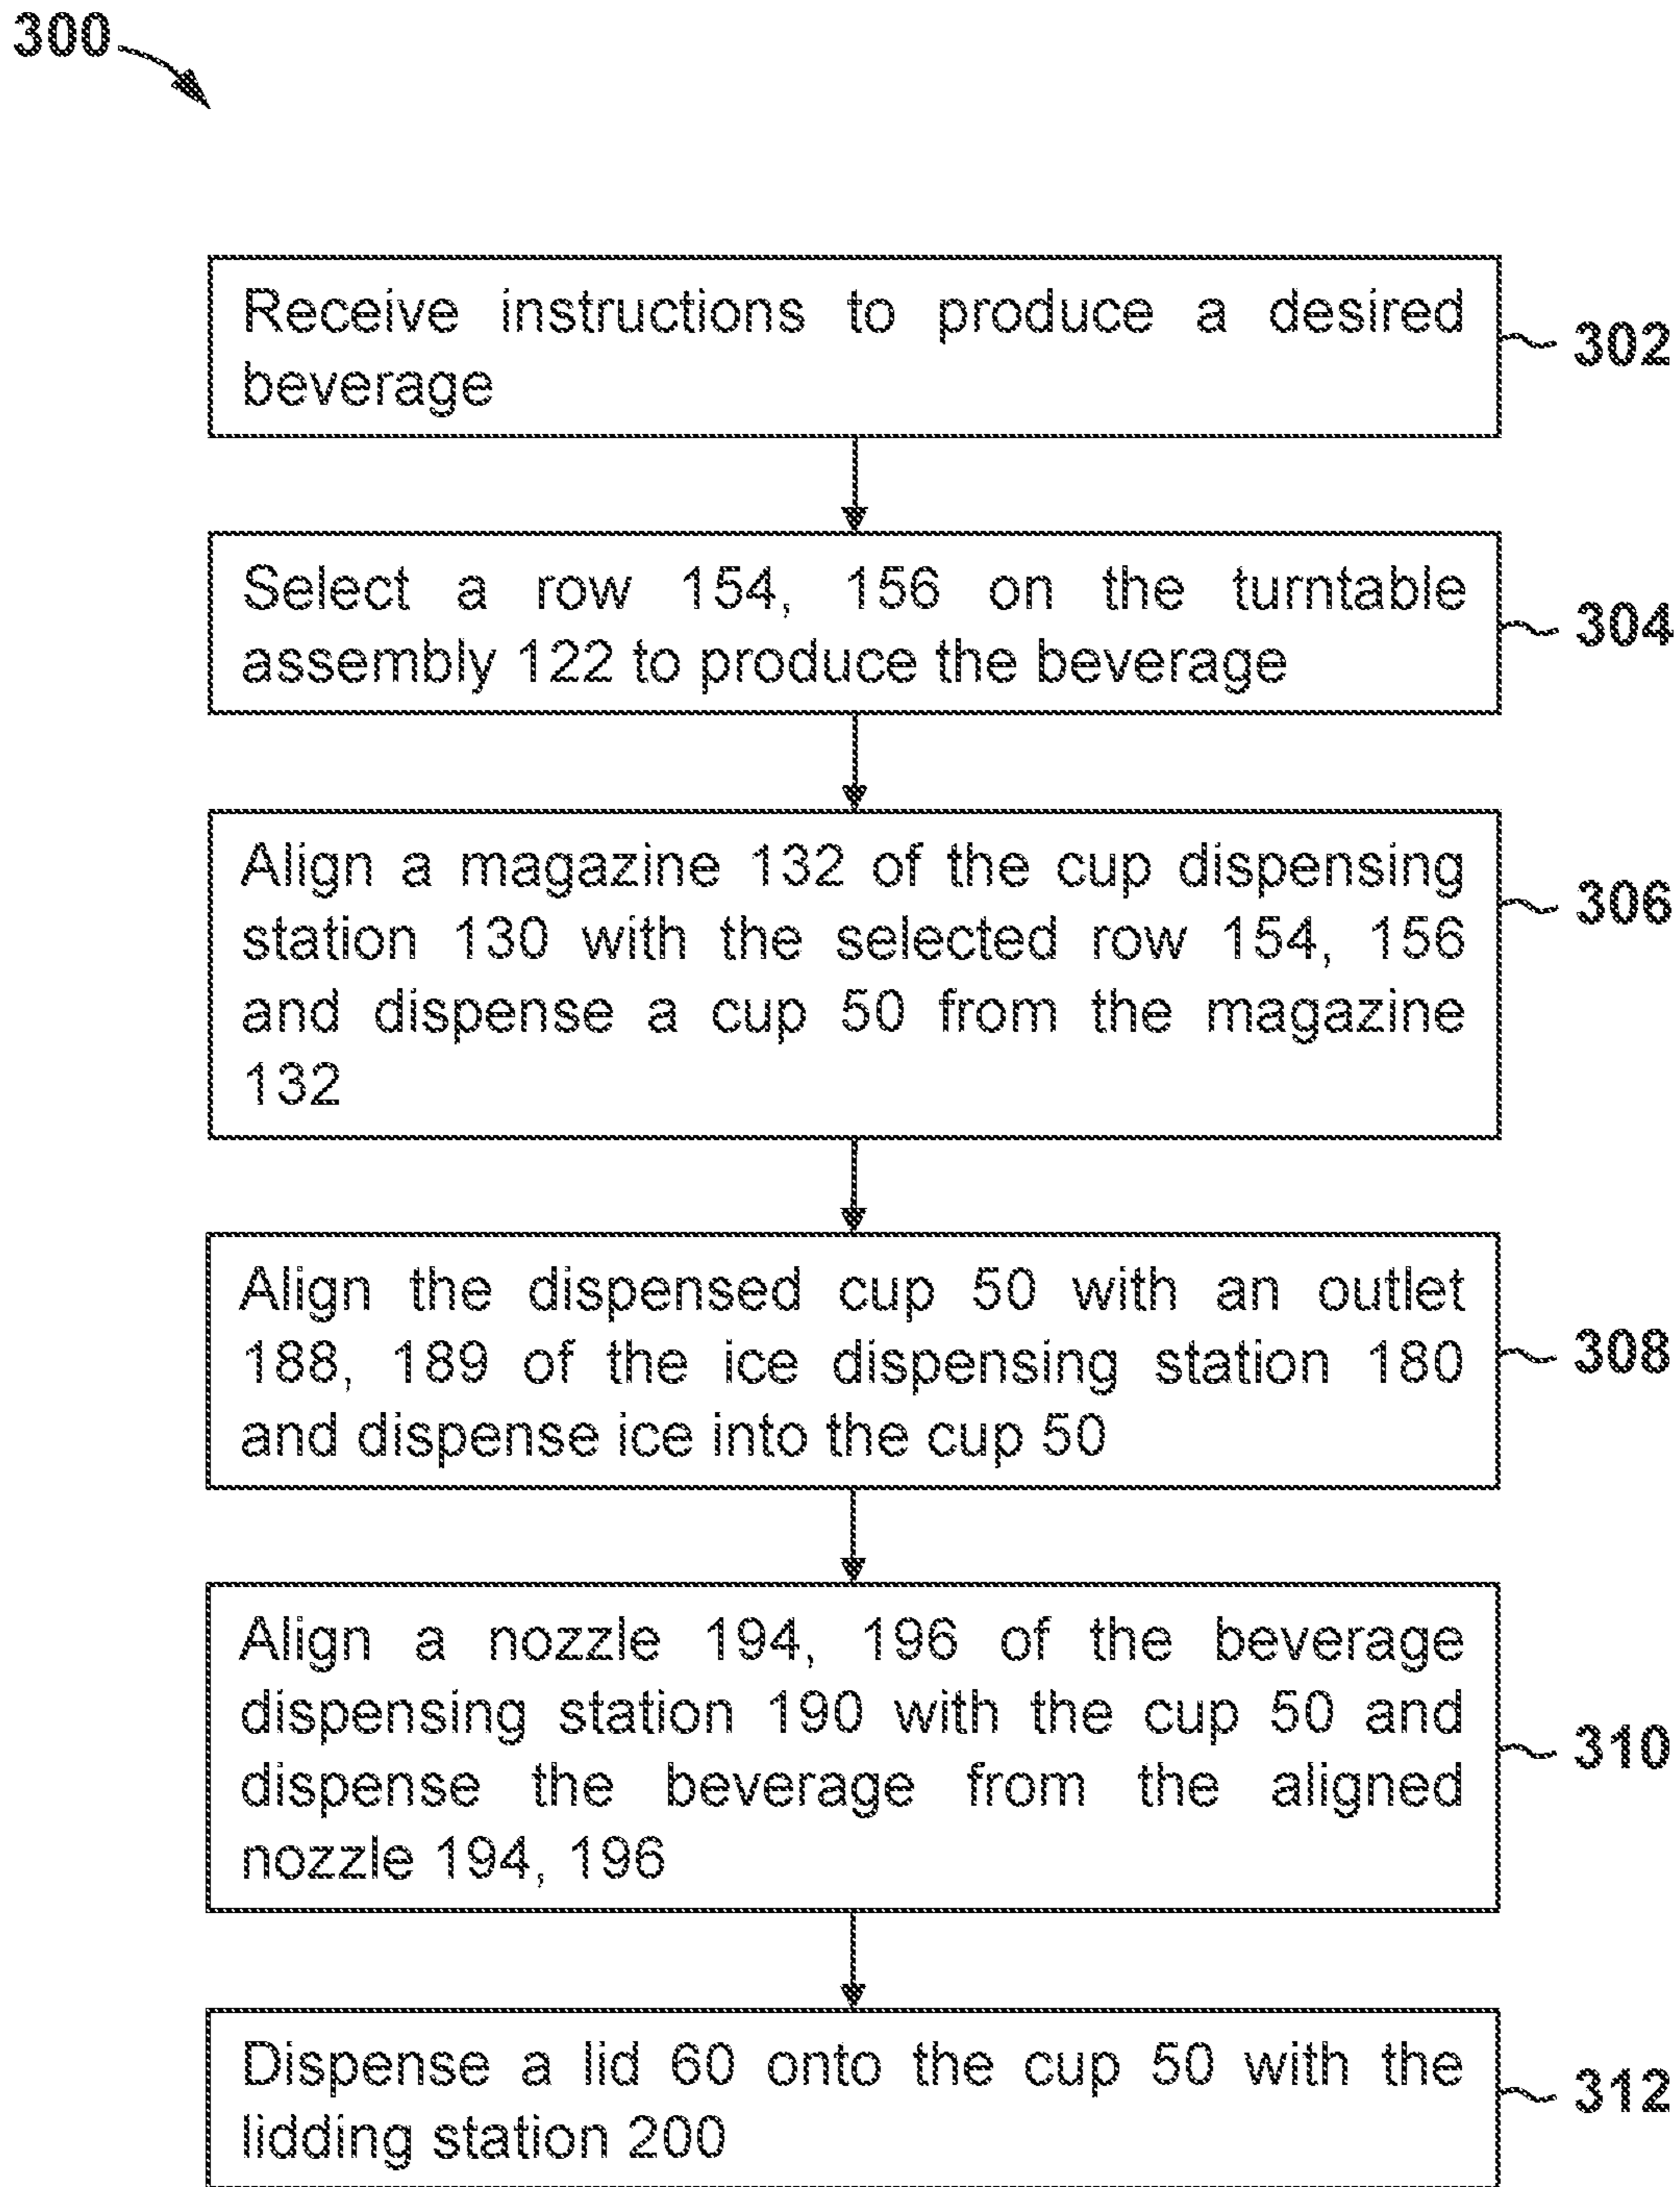 300
Receive instructions to produce a desired
beverage
302
Select a row 154, 156 on the turntable
assembly 122 to produce the beverage
304
Align a magazine 132 of the cup dispensing
station 130 with the selected row 154, 156
and dispense a cup 50 from the magazine
132
306
Align the dispensed cup 50 with an outlet
188, 189 of the ice dispensing station 180
and dispense ice into the cup 50
308
Align a nozzle 194, 196 of the beverage
dispensing station 190 with the cup 50 and
dispense the beverage from the aligned
nozzle 194, 196
310
Dispense a lid 60 onto the cup 50 with the
lidding station 200
312